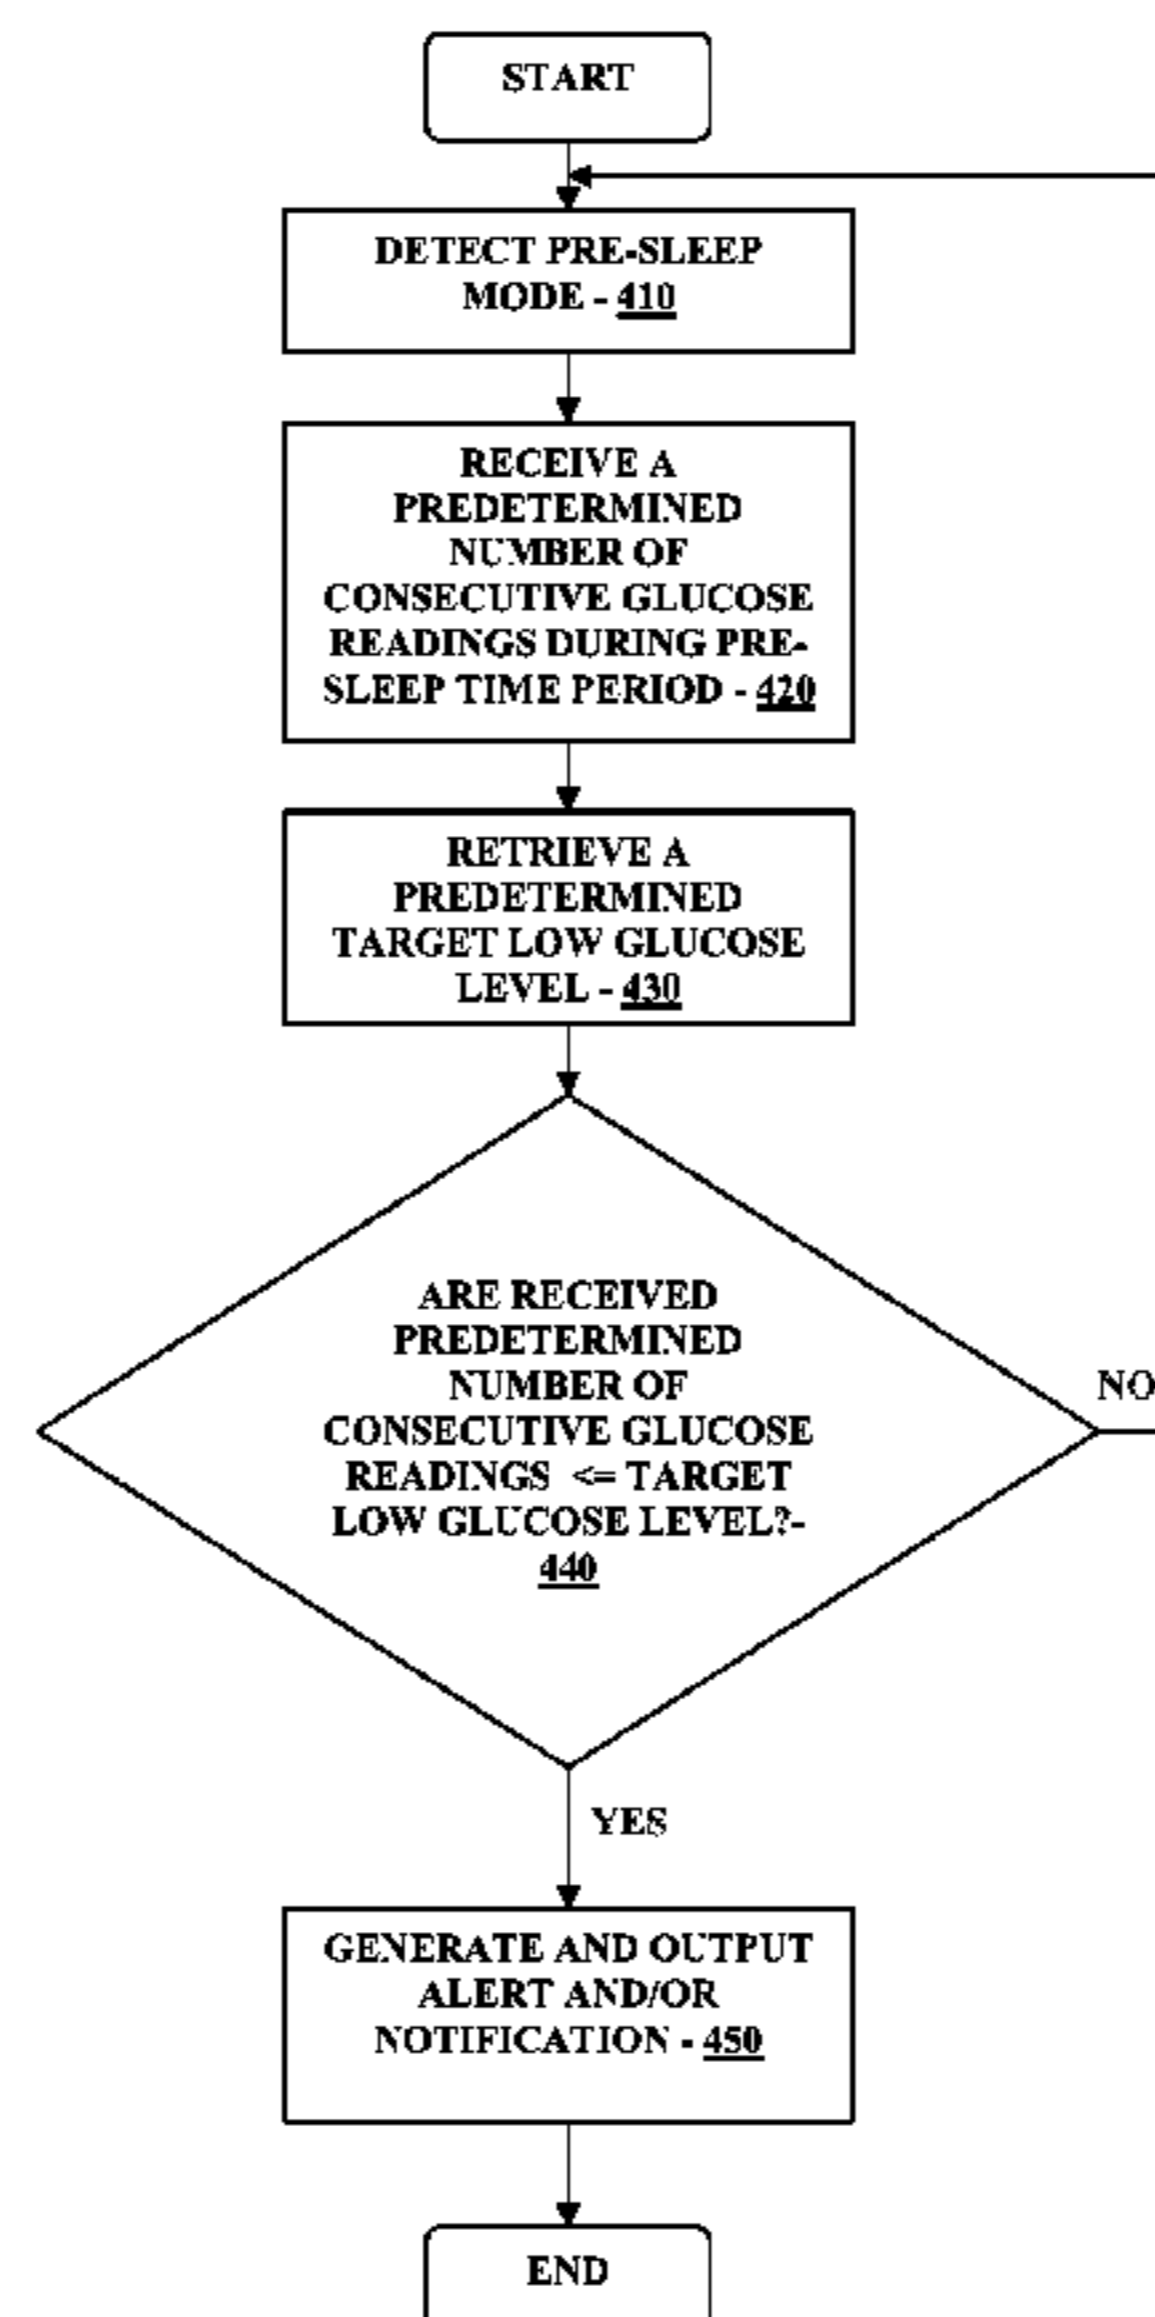 START
DETECT PRE-SLEEP
MODE - 410
RECEIVE A
PREDETERMINED
NUMBER OF
CONSECUTIVE GLUCOSE
READINGS DURING PRE-
SLEEP TIME PERIOD - 420
RETRIEVE A
PREDETERMINED
TARGET LOW GLUCOSE
LEVEL - 430
ARE RECEIVED
PREDETERMINED
NUMBER OF
CONSECUTIVE GLUCOSE
READINGS <= TARGET
LOW GLUCOSE LEVEL?-
440
NO
YES
GENERATE AND OUTPUT
ALERT AND/OR
NOTIFICATION - 450
END